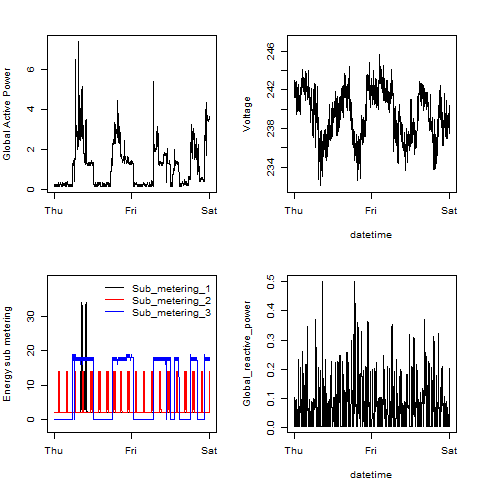 Global Active Power
0 2 4 6
Thu Fri Sat
Voltage
234 238 242 246
Thu Fri Sat
datetime
Energy sub metering
0 10 20 30
Sub_metering_1
Sub_metering_2
Sub_metering_3
Thu Fri Sat
Global_reactive_power
0.0 0.1 0.2 0.3 0.4 0.5
Thu Fri Sat
datetime